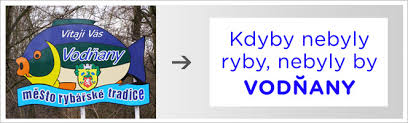 Vítají Vás
Vodňany
město rybářské tradice
Kdyby nebyly
ryby, nebyly by
VODŇANY